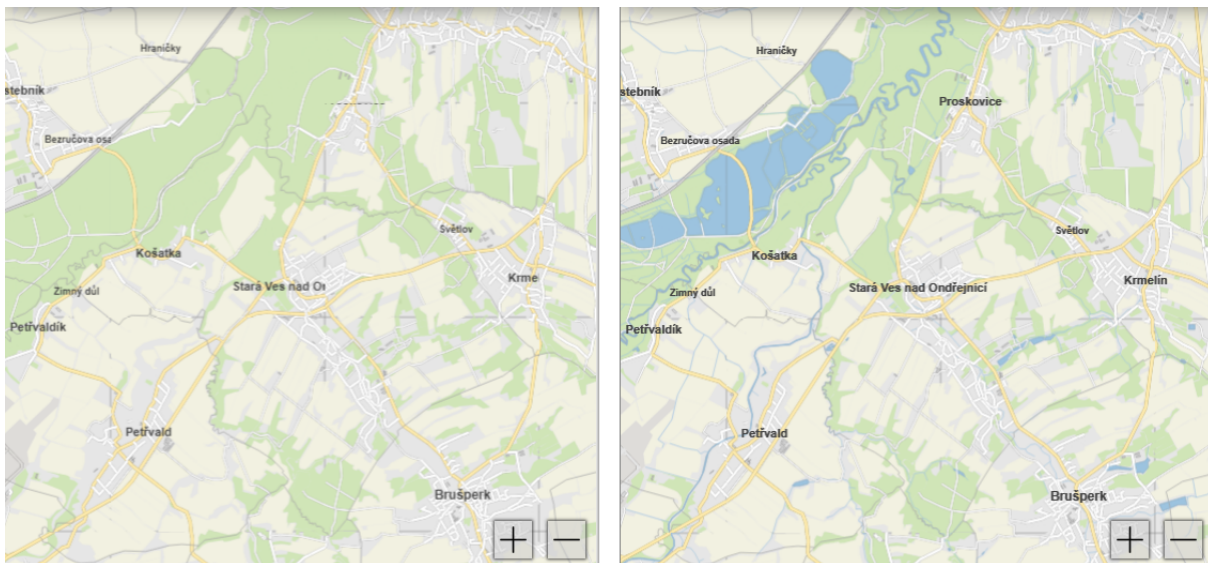 Hraničky
stebník
Bezručova osa
Světlov
Košatka
Krme
Stará Ves nad O
Zimný důl
Petřvaldík
Petřvald
Brušperk
+ −
Hraničky
stebník
Proskovice
Bezručova osada
Světlov
Košatka
Krmelín
Stará Ves nad Ondřejnicí
Zimný důl
Petřvaldík
Petřvald
Brušperk
+ −